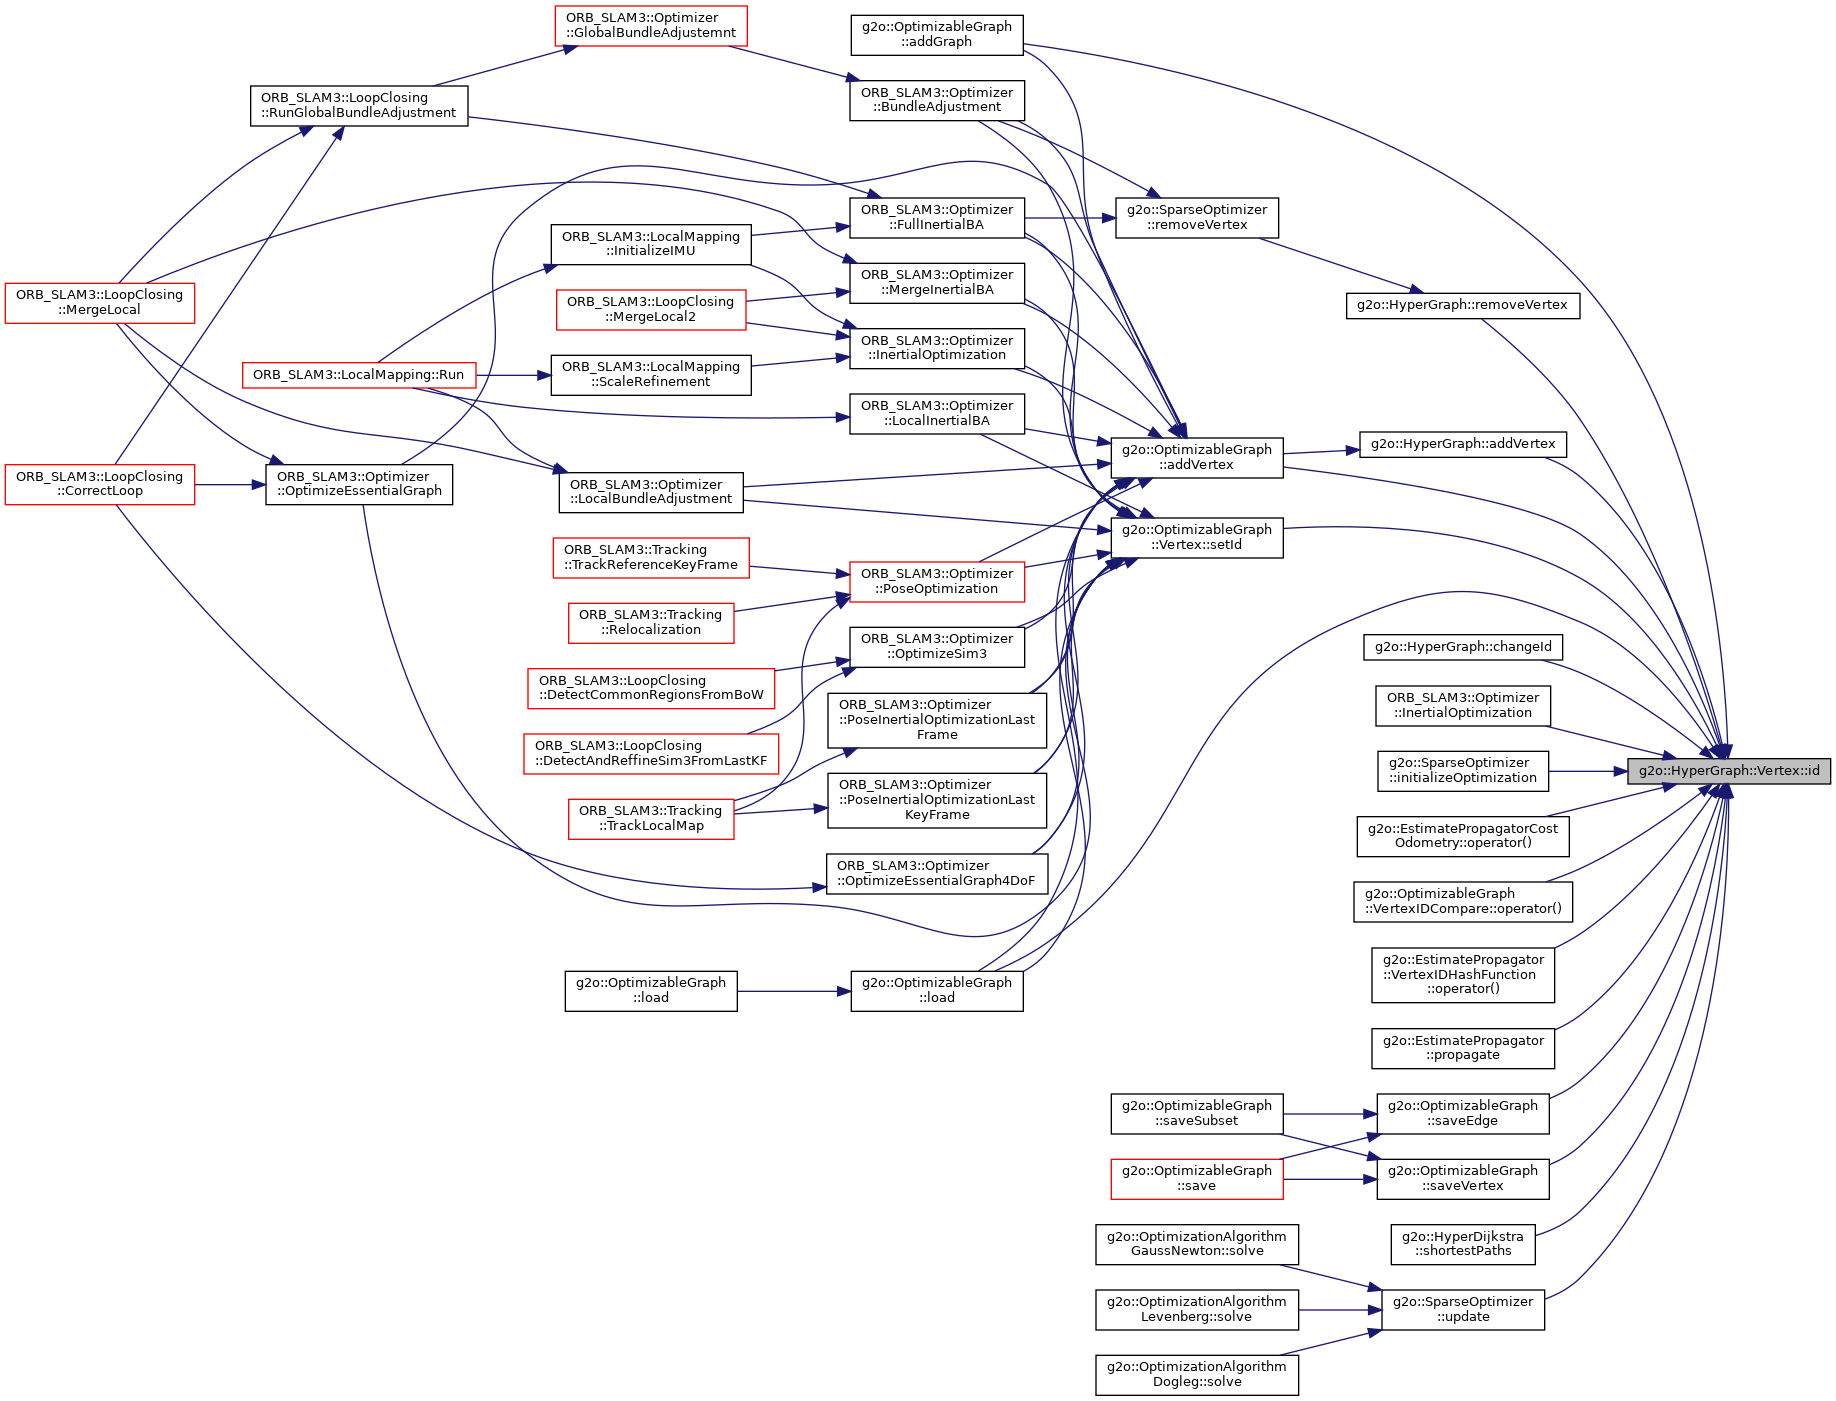 ORB_SLAM3::Optimizer
::GlobalBundleAdjustemnt
g2o::OptimizableGraph
::addGraph
ORB_SLAM3::LoopClosing
::RunGlobalBundleAdjustment
ORB_SLAM3::Optimizer
::BundleAdjustment
ORB_SLAM3::Optimizer
::FullInertialBA
g2o::SparseOptimizer
::removeVertex
ORB_SLAM3::LocalMapping
::InitializeIMU
ORB_SLAM3::Optimizer
::MergeInertialBA
ORB_SLAM3::LoopClosing
::MergeLocal
ORB_SLAM3::LoopClosing
::MergeLocal2
g2o::HyperGraph::removeVertex
ORB_SLAM3::Optimizer
::InertialOptimization
ORB_SLAM3::LocalMapping::Run
ORB_SLAM3::LocalMapping
::ScaleRefinement
ORB_SLAM3::Optimizer
::LocalInertialBA
g2o::OptimizableGraph
::addVertex
g2o::HyperGraph::addVertex
ORB_SLAM3::LoopClosing
::CorrectLoop
ORB_SLAM3::Optimizer
::OptimizeEssentialGraph
ORB_SLAM3::Optimizer
::LocalBundleAdjustment
g2o::OptimizableGraph
::Vertex::setId
ORB_SLAM3::Tracking
::TrackReferenceKeyFrame
ORB_SLAM3::Optimizer
::PoseOptimization
ORB_SLAM3::Tracking
::Relocalization
ORB_SLAM3::Optimizer
::OptimizeSim3
g2o::HyperGraph::changeId
ORB_SLAM3::LoopClosing
::DetectCommonRegionsFromBoW
ORB_SLAM3::Optimizer
::PoseInertialOptimizationLast
Frame
ORB_SLAM3::Optimizer
::InertialOptimization
ORB_SLAM3::LoopClosing
::DetectAndReffineSim3FromLastKF
g2o::SparseOptimizer
::initializeOptimization
g2o::HyperGraph::Vertex::id
ORB_SLAM3::Tracking
::TrackLocalMap
ORB_SLAM3::Optimizer
::PoseInertialOptimizationLast
KeyFrame
g2o::EstimatePropagatorCost
Odometry::operator()
ORB_SLAM3::Optimizer
::OptimizeEssentialGraph4DoF
g2o::OptimizableGraph
::VertexIDCompare::operator()
g2o::EstimatePropagator
::VertexIDHashFunction
::operator()
g2o::OptimizableGraph
::load
g2o::OptimizableGraph
::load
g2o::EstimatePropagator
::propagate
g2o::OptimizableGraph
::saveSubset
g2o::OptimizableGraph
::saveEdge
g2o::OptimizableGraph
::save
g2o::OptimizableGraph
::saveVertex
g2o::OptimizationAlgorithm
GaussNewton::solve
g2o::HyperDijkstra
::shortestPaths
g2o::OptimizationAlgorithm
Levenberg::solve
g2o::SparseOptimizer
::update
g2o::OptimizationAlgorithm
Dogleg::solve